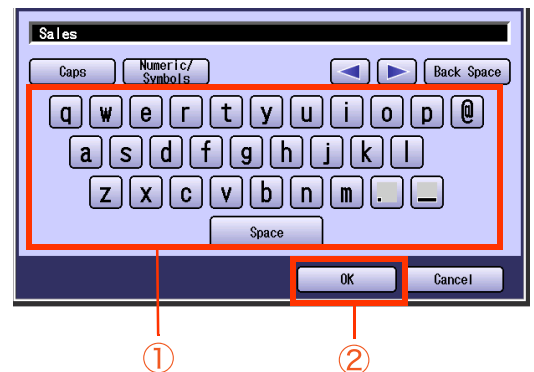 Sales
Caps Numeric/ Back Space
Symbols
q w e r t y u i o p @
a s d f g h j k l
z x c v b n m . _
Space
OK Cancel
① ②